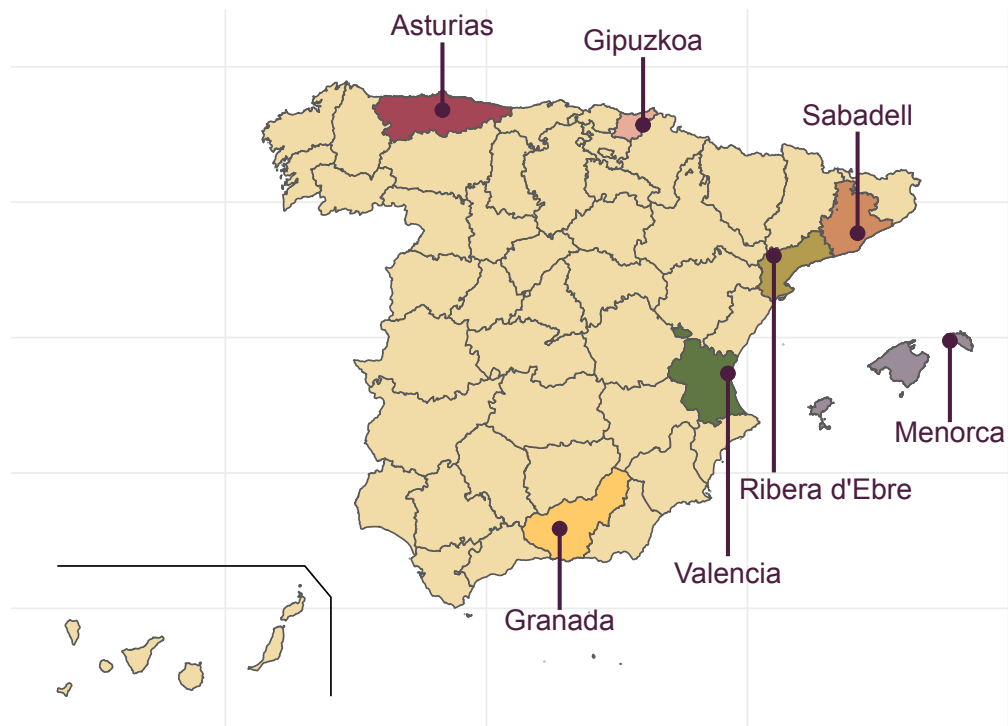 Asturias
Gipuzkoa
Sabadell
Menorca
Ribera d'Ebre
Valencia
Granada